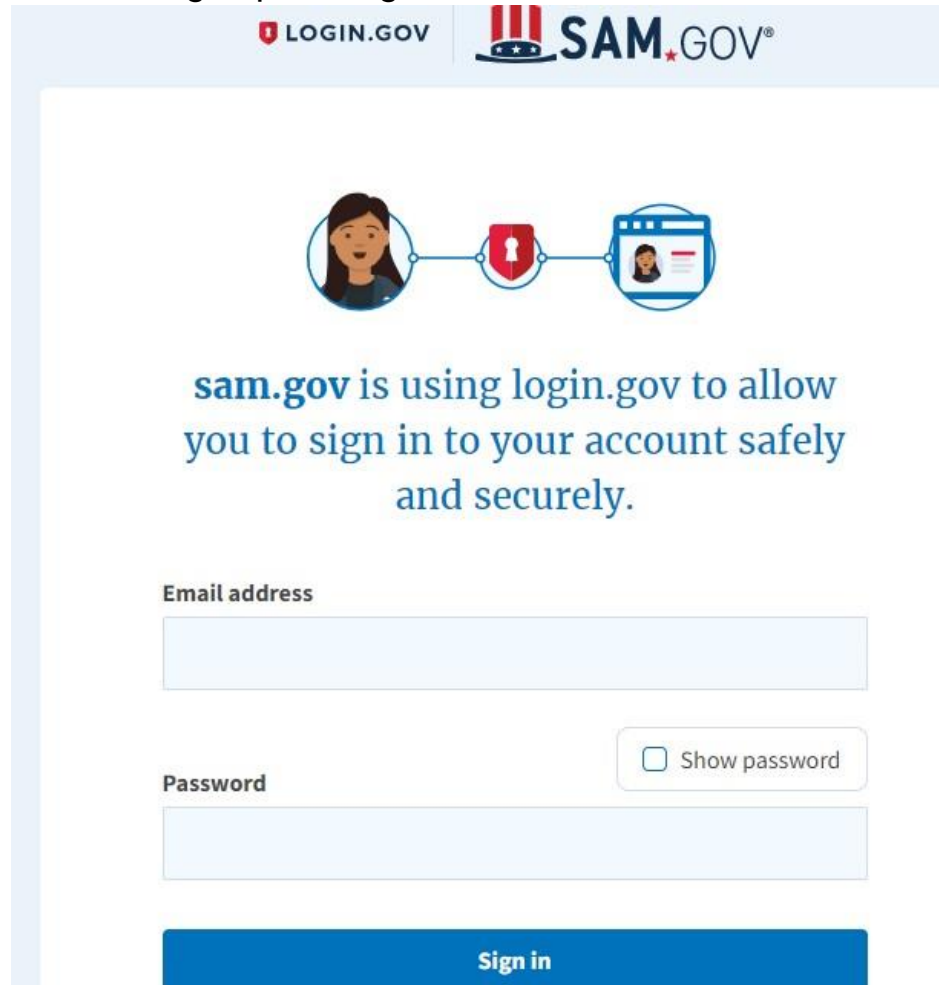 LOGIN.GOV SAM.GOV®
sam.gov is using login.gov to allow
you to sign in to your account safely
and securely.
Email address
Show password
Password
Sign in